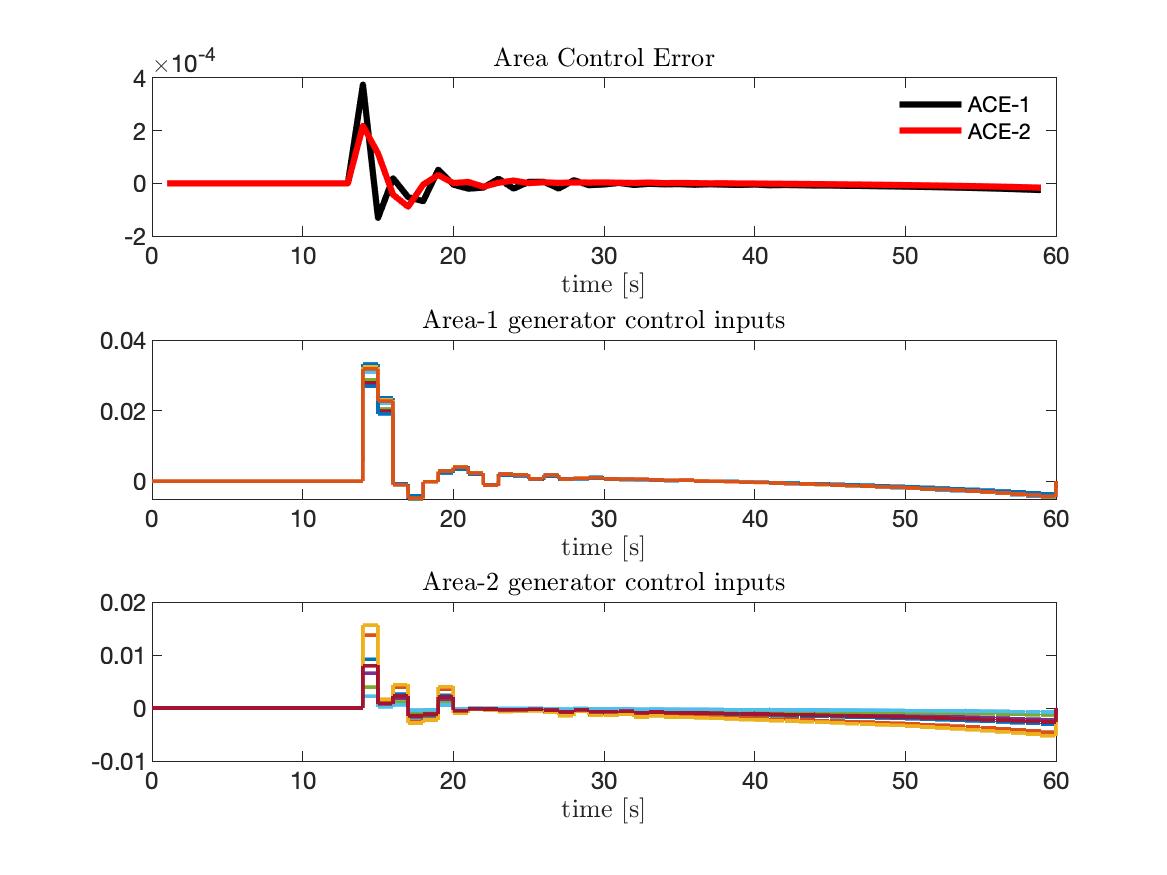 Area Control Error
×10-4
4
2
0
-2
ACE-1
ACE-2
0 10 20 30 40 50 60
time [s]
Area-1 generator control inputs
0.04
0.02
0
0 10 20 30 40 50 60
time [s]
Area-2 generator control inputs
0.02
0.01
0
-0.01
0 10 20 30 40 50 60
time [s]